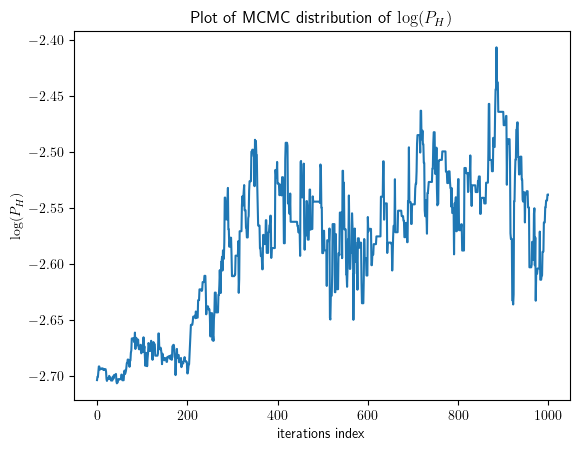 Plot of MCMC distribution of log(P_H)
−2.40
−2.45
−2.50
−2.55
−2.60
−2.65
−2.70
log(P_H)
0 200 400 600 800 1000
iterations index